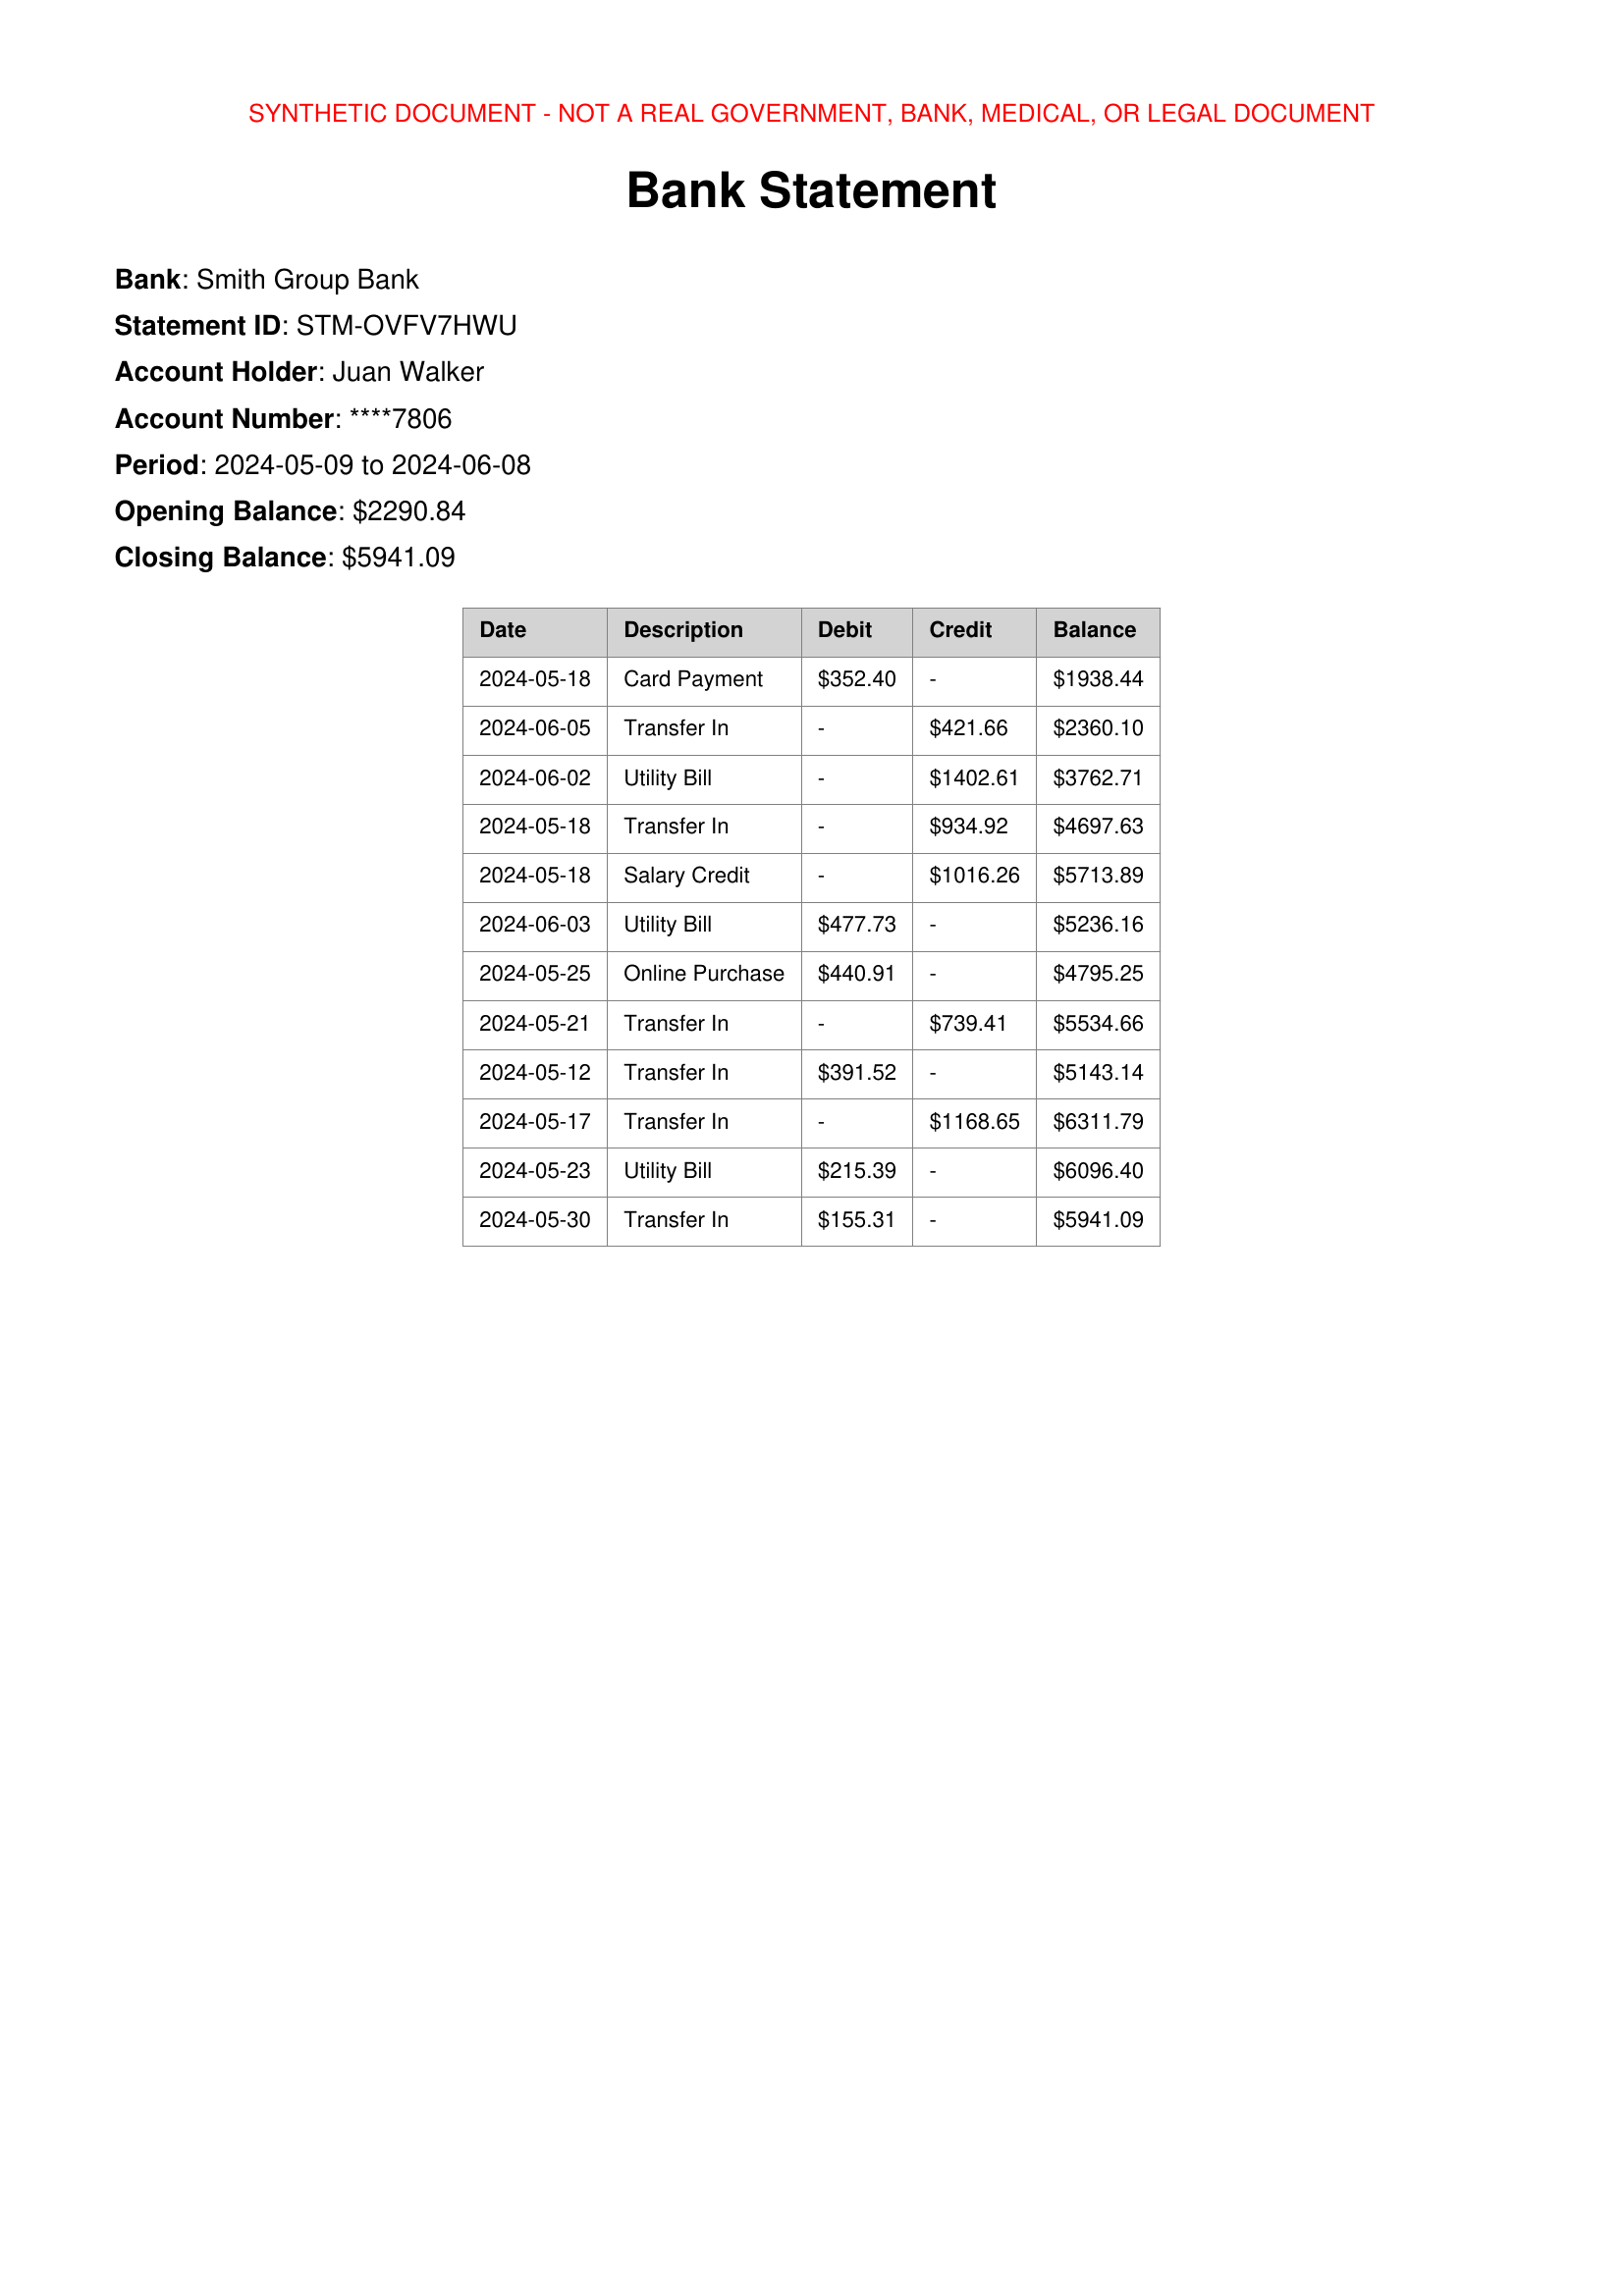 SYNTHETIC DOCUMENT - NOT A REAL GOVERNMENT, BANK, MEDICAL, OR LEGAL DOCUMENT
Bank Statement
Bank: Smith Group Bank
Statement ID: STM-OVFV7HWU
Account Holder: Juan Walker
Account Number: ****7806
Period: 2024-05-09 to 2024-06-08
Opening Balance: $2290.84
Closing Balance: $5941.09
Date Description Debit Credit Balance
2024-05-18 Card Payment $352.40 - $1938.44
2024-06-05 Transfer In - $421.66 $2360.10
2024-06-02 Utility Bill - $1402.61 $3762.71
2024-05-18 Transfer In - $934.92 $4697.63
2024-05-18 Salary Credit - $1016.26 $5713.89
2024-06-03 Utility Bill $477.73 - $5236.16
2024-05-25 Online Purchase $440.91 - $4795.25
2024-05-21 Transfer In - $739.41 $5534.66
2024-05-12 Transfer In $391.52 - $5143.14
2024-05-17 Transfer In - $1168.65 $6311.79
2024-05-23 Utility Bill $215.39 - $6096.40
2024-05-30 Transfer In $155.31 - $5941.09